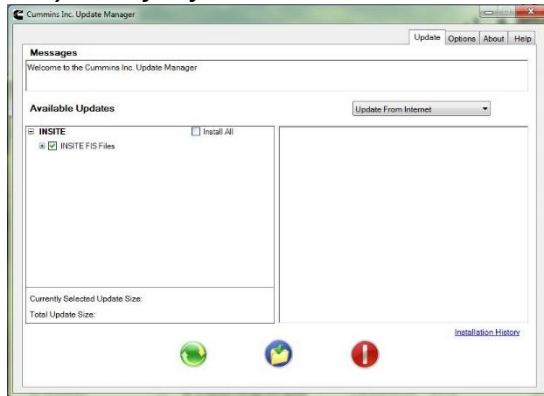 Cummins Inc. Update Manager
Update Options About Help
Messages
Welcome to the Cummins Inc. Update Manager
Available Updates
Update From Internet
INSITE
Install All
INSITE FIS Files
Currently Selected Update Size:
Total Update Size:
Installation History